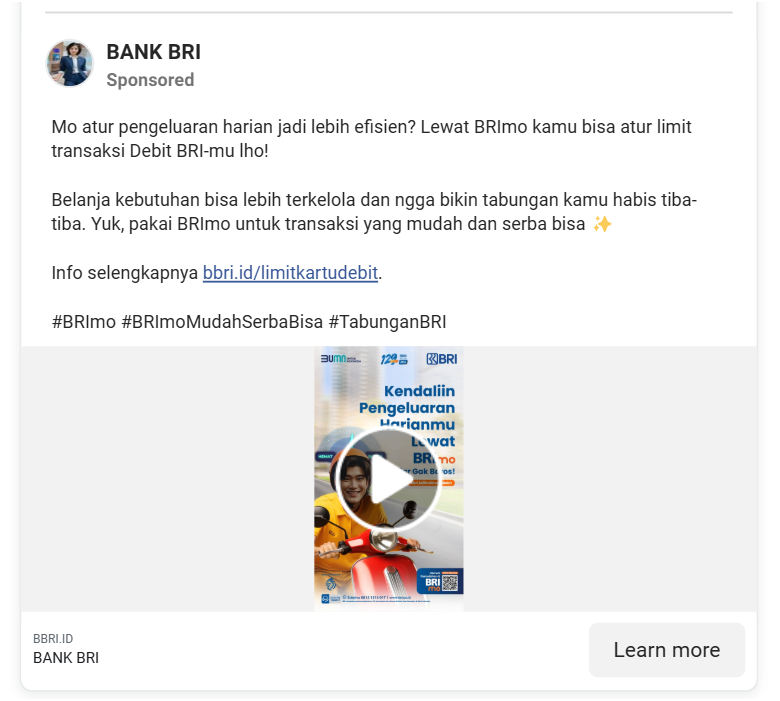 BANK BRI
Sponsored
Mo atur pengeluaran harian jadi lebih efisien? Lewat BRImo kamu bisa atur limit
transaksi Debit BRI-mu lho!
Belanja kebutuhan bisa lebih terkelola dan ngga bikin tabungan kamu habis tiba-
tiba. Yuk, pakai BRImo untuk transaksi yang mudah dan serba bisa ✨
Info selengkapnya bbri.id/limitkartudebit.
#BRImo #BRImoMudahSerbaBisa #TabunganBRI
BUMN 129 BRI
Kendaliin
Pengeluaran
Harianmu
Lewat
BRImo
Gak Boros!
BRI
mo
BBRI.ID
BANK BRI
Learn more